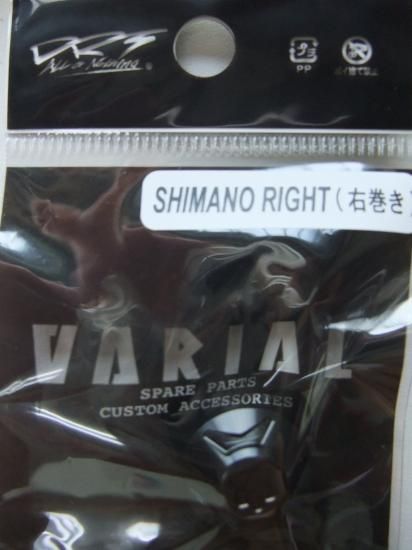 DRT
All or Nothing
PP
ポイ捨て禁止
SHIMANO RIGHT(右巻き
VARIAL
SPARE PARTS
CUSTOM ACCESSORIES